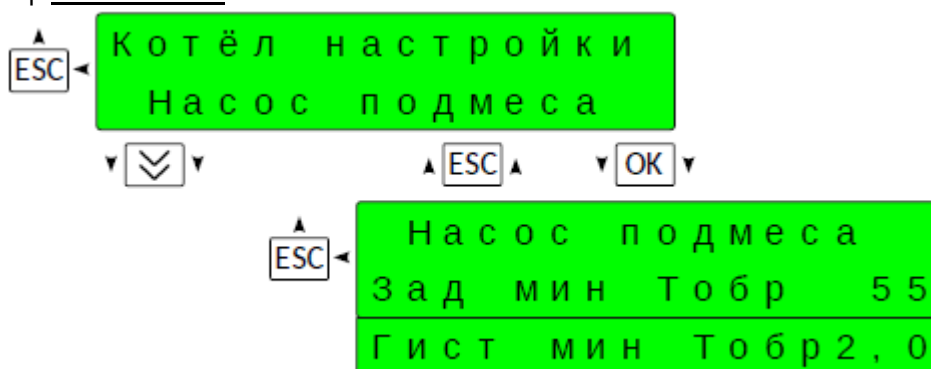 Котёл настройки
ESC
Насос подмеса
ESC OK
Насос подмеса
ESC
Зад мин Тобр 55
Гист мин Тобр2,0